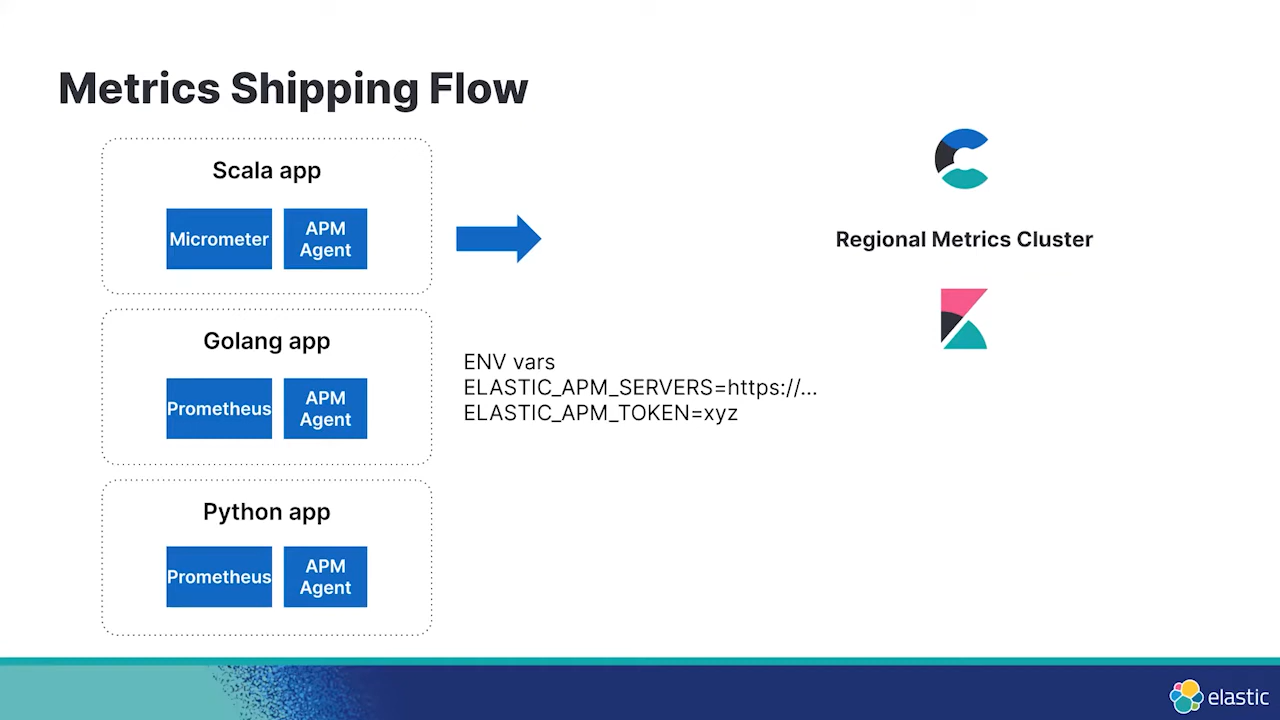 Metrics Shipping Flow
Scala app
Micrometer
APM
Agent
Regional Metrics Cluster
Golang app
Prometheus
APM
Agent
ENV vars
ELASTIC_APM_SERVERS=https://...
ELASTIC_APM_TOKEN=xyz
Python app
Prometheus
APM
Agent
elastic